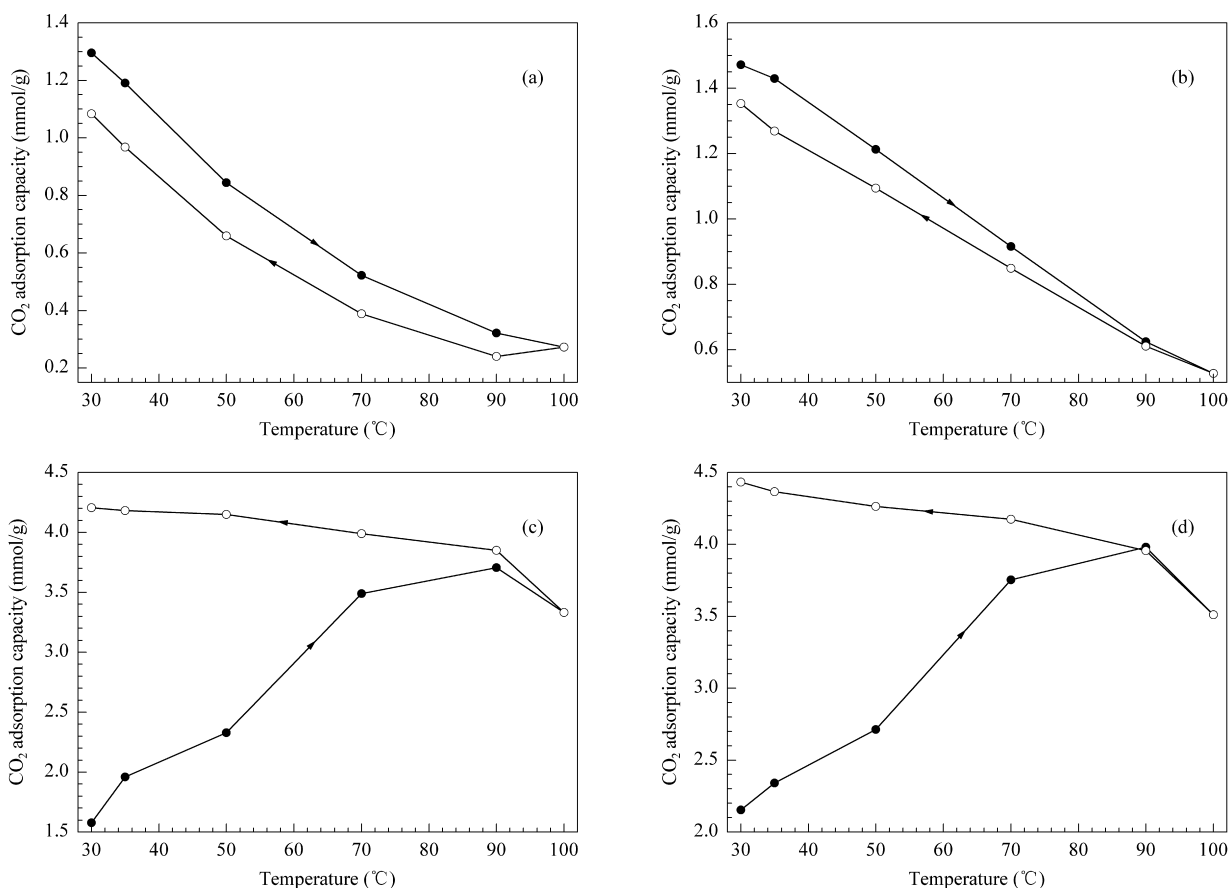 1.4
1.2
1.0
0.8
0.6
0.4
0.2
CO₂ adsorption capacity (mmol/g)
(a)
30 40 50 60 70 80 90 100
Temperature (℃)
1.6
1.4
1.2
1.0
0.8
0.6
CO₂ adsorption capacity (mmol/g)
(b)
30 40 50 60 70 80 90 100
Temperature (℃)
4.5
4.0
3.5
3.0
2.5
2.0
1.5
CO₂ adsorption capacity (mmol/g)
(c)
30 40 50 60 70 80 90 100
Temperature (℃)
4.5
4.0
3.5
3.0
2.5
2.0
CO₂ adsorption capacity (mmol/g)
(d)
30 40 50 60 70 80 90 100
Temperature (℃)